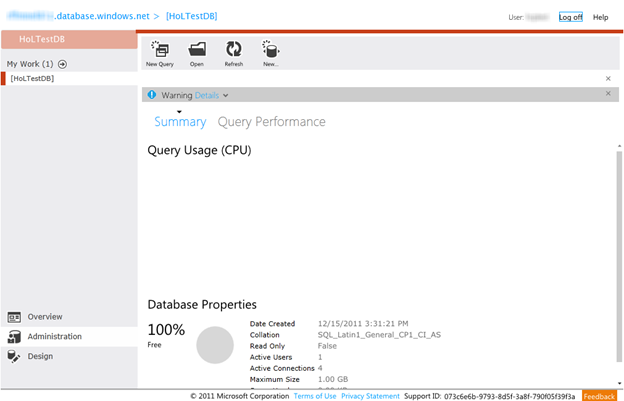 .database.windows.net > [HoLTestDB]
User: Log off Help
HoLTestDB
My Work (1)
[HoLTestDB]
New Query Open Refresh New...
Warning Details
Summary Query Performance
Query Usage (CPU)
Database Properties
100%
Free
Date Created 12/15/2011 3:31:21 PM
Collation SQL_Latin1_General_CP1_CI_AS
Read Only False
Active Users 1
Active Connections 4
Maximum Size 1.00 GB
Overview
Administration
Design
© 2011 Microsoft Corporation Terms of Use Privacy Statement Support ID: 073c6e6b-9793-8d5f-3a8f-790f05f39f3a Feedback